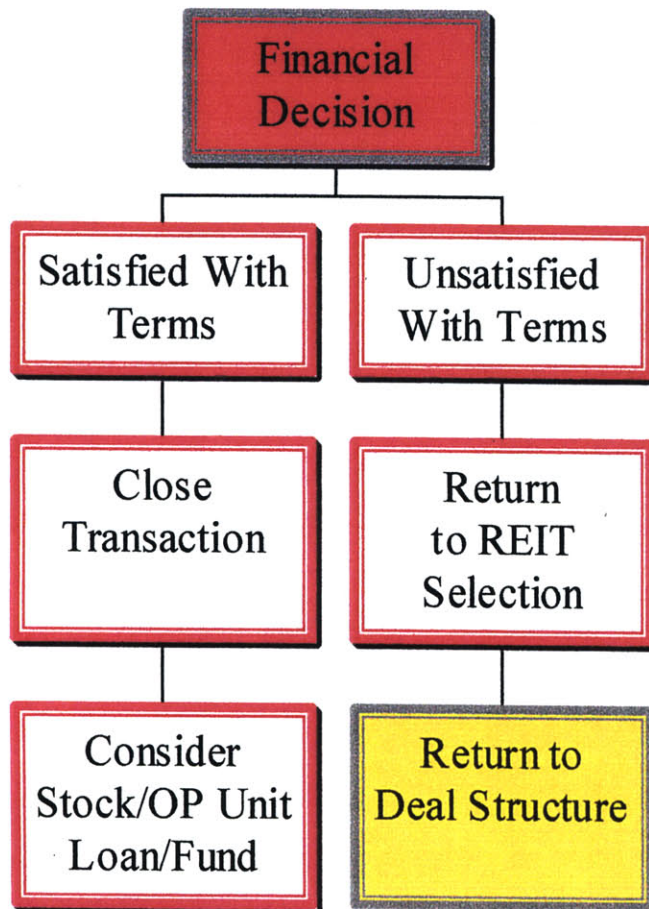 Financial
Decision
Satisfied With
Terms
Unsatisfied
With Terms
Close
Transaction
Return
to REIT
Selection
Consider
Stock/OP Unit
Loan/Fund
Return to
Deal Structure